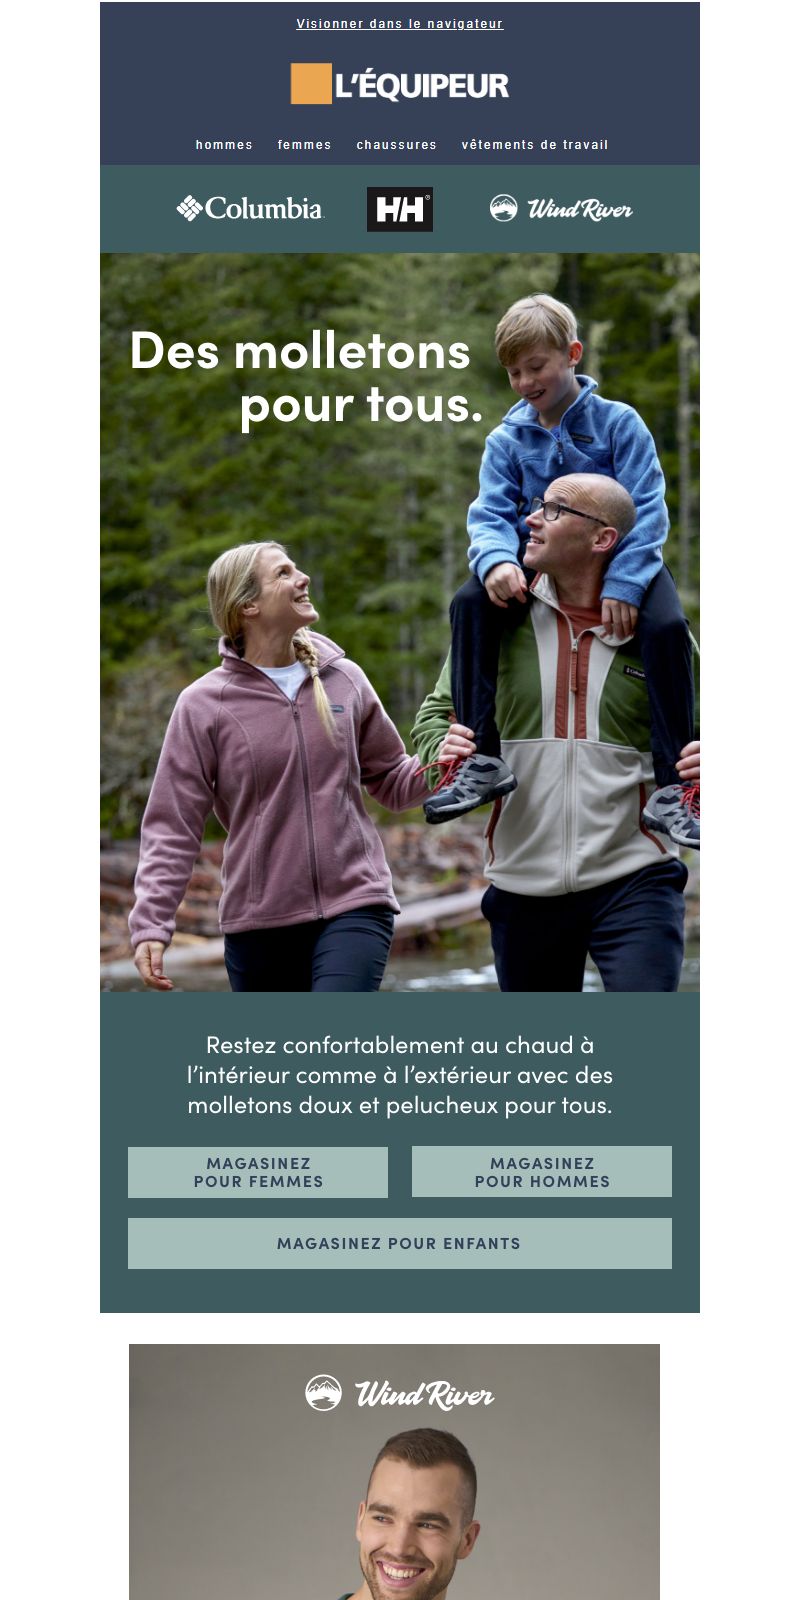 Visionner dans le navigateur
L'ÉQUIPEUR
hommes femmes chaussures vêtements de travail
Columbia HH® Wind River
Des molletons
pour tous.
Restez confortablement au chaud à
l’intérieur comme à l’extérieur avec des
molletons doux et pelucheux pour tous.
MAGASINEZ
POUR FEMMES
MAGASINEZ
POUR HOMMES
MAGASINEZ POUR ENFANTS
Wind River